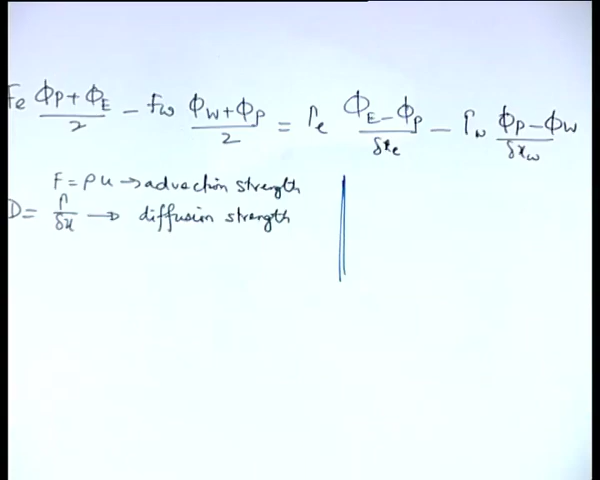 Fe (ϕP + ϕE)/2 − Fw (ϕW + ϕP)/2 = Γe (ϕE − ϕP)/δxe − Γw (ϕP − ϕW)/δxw
F = ρu → advection strength
D = Γ/δx → diffusion strength